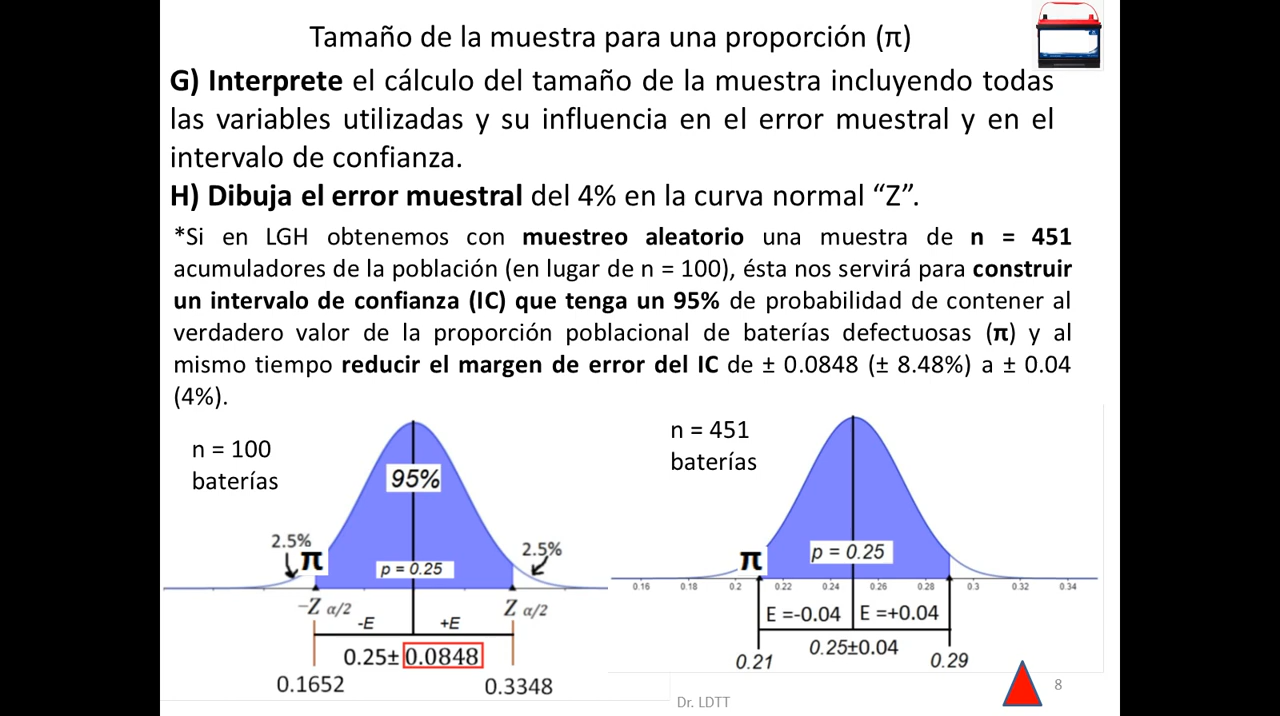 Tamaño de la muestra para una proporción (π)
G) Interprete el cálculo del tamaño de la muestra incluyendo todas
las variables utilizadas y su influencia en el error muestral y en el
intervalo de confianza.
H) Dibuja el error muestral del 4% en la curva normal “Z”.
*Si en LGH obtenemos con muestreo aleatorio una muestra de n = 451
acumuladores de la población (en lugar de n = 100), ésta nos servirá para construir
un intervalo de confianza (IC) que tenga un 95% de probabilidad de contener al
verdadero valor de la proporción poblacional de baterías defectuosas (π) y al
mismo tiempo reducir el margen de error del IC de ± 0.0848 (± 8.48%) a ± 0.04
(4%).
n = 100
baterías
95%
2.5%
π
2.5%
p = 0.25
−Z α/2
Z α/2
-E
+E
0.25± 0.0848
0.1652
0.3348
n = 451
baterías
π
p = 0.25
0.16 0.18 0.2 0.22 0.24 0.26 0.28 0.3 0.32 0.34
E =-0.04
E =+0.04
0.25±0.04
0.21
0.29
8
Dr. LDTT